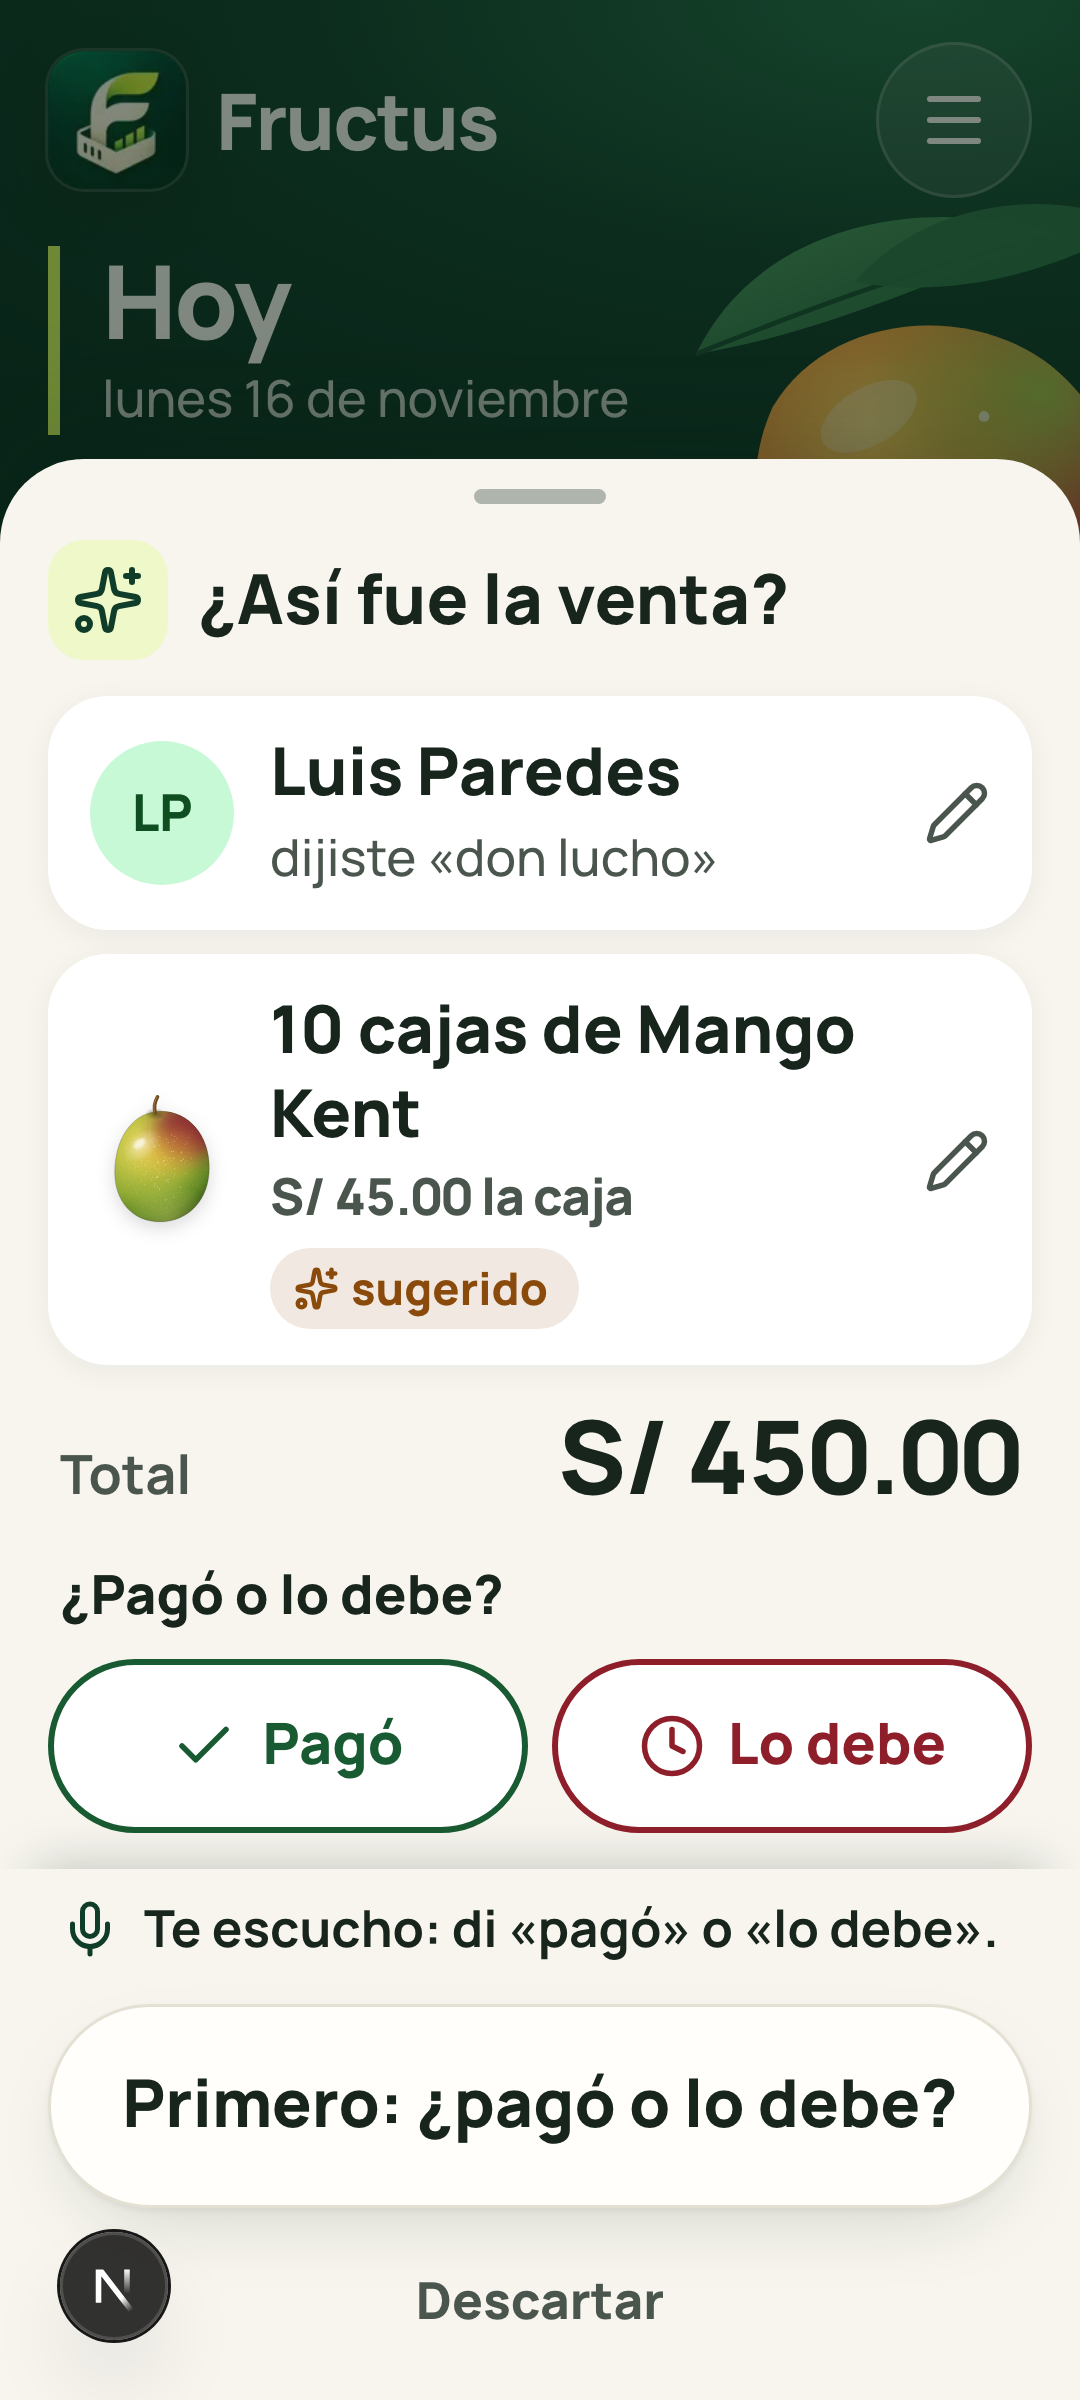 Fructus
Hoy
lunes 16 de noviembre
¿Así fue la venta?
LP
Luis Paredes
dijiste «don lucho»
10 cajas de Mango
Kent
S/ 45.00 la caja
sugerido
Total
S/ 450.00
¿Pagó o lo debe?
Pagó
Lo debe
Te escucho: di «pagó» o «lo debe».
Primero: ¿pagó o lo debe?
N
Descartar